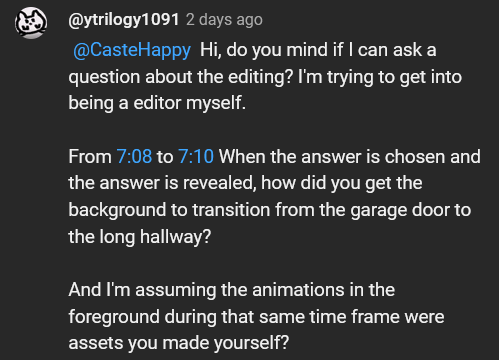 @ytrilogy1091 2 days ago
@CasteHappy Hi, do you mind if I can ask a
question about the editing? I'm trying to get into
being a editor myself.
From 7:08 to 7:10 When the answer is chosen and
the answer is revealed, how did you get the
background to transition from the garage door to
the long hallway?
And I'm assuming the animations in the
foreground during that same time frame were
assets you made yourself?